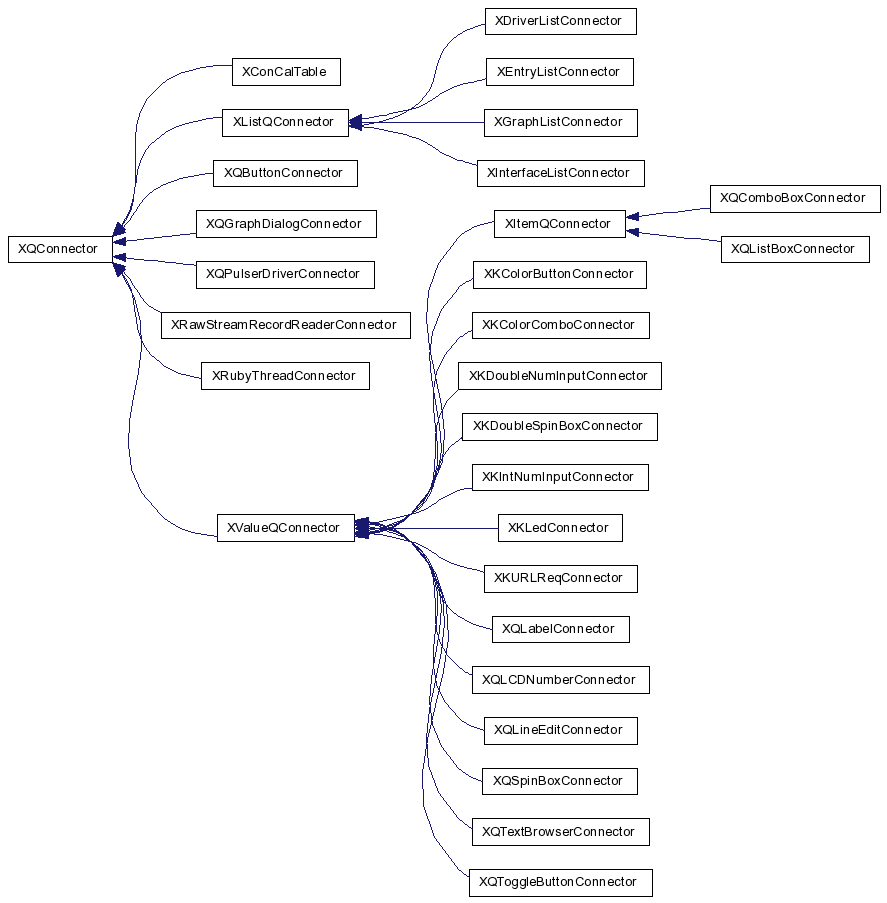 XDriverListConnector
XConCalTable
XEntryListConnector
XListQConnector
XGraphListConnector
XQButtonConnector
XInterfaceListConnector
XQComboBoxConnector
XQGraphDialogConnector
XItemQConnector
XQConnector
XQListBoxConnector
XQPulserDriverConnector
XKColorButtonConnector
XRawStreamRecordReaderConnector
XKColorComboConnector
XRubyThreadConnector
XKDoubleNumInputConnector
XKDoubleSpinBoxConnector
XKIntNumInputConnector
XValueQConnector
XKLedConnector
XKURLReqConnector
XQLabelConnector
XQLCDNumberConnector
XQLineEditConnector
XQSpinBoxConnector
XQTextBrowserConnector
XQToggleButtonConnector